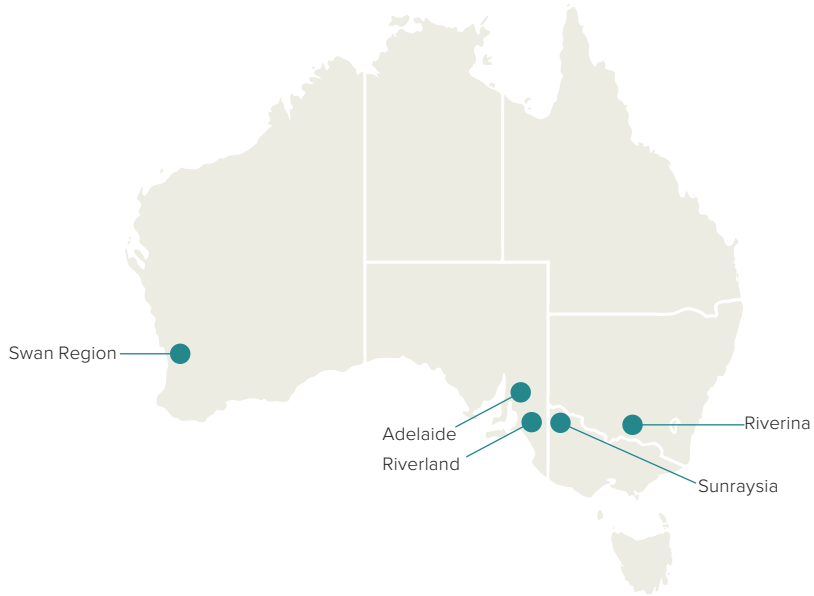 Swan Region
Adelaide
Riverland
Riverina
Sunraysia